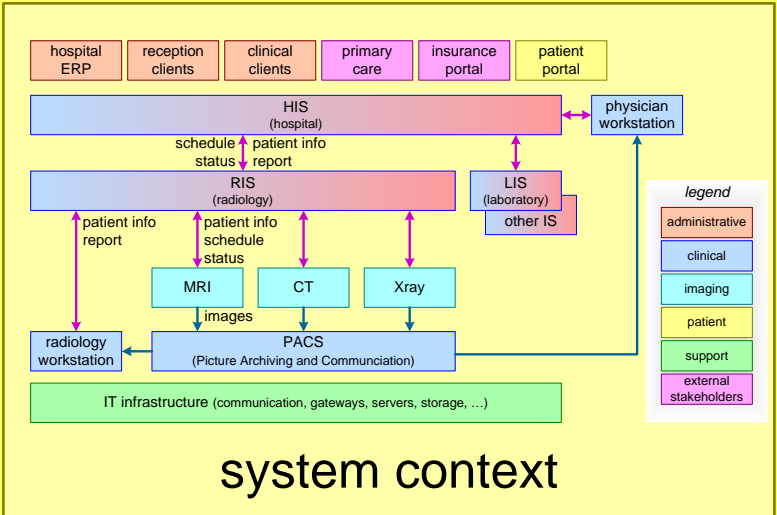 hospital
ERP
reception
clients
clinical
clients
primary
care
insurance
portal
patient
portal
HIS
(hospital)
physician
workstation
schedule
status
patient info
report
RIS
(radiology)
LIS
(laboratory)
other IS
patient info
report
patient info
schedule
status
MRI
CT
Xray
images
radiology
workstation
PACS
(Picture Archiving and Communciation)
IT infrastructure (communication, gateways, servers, storage, ...)
legend
administrative
clinical
imaging
patient
support
external
stakeholders
system context